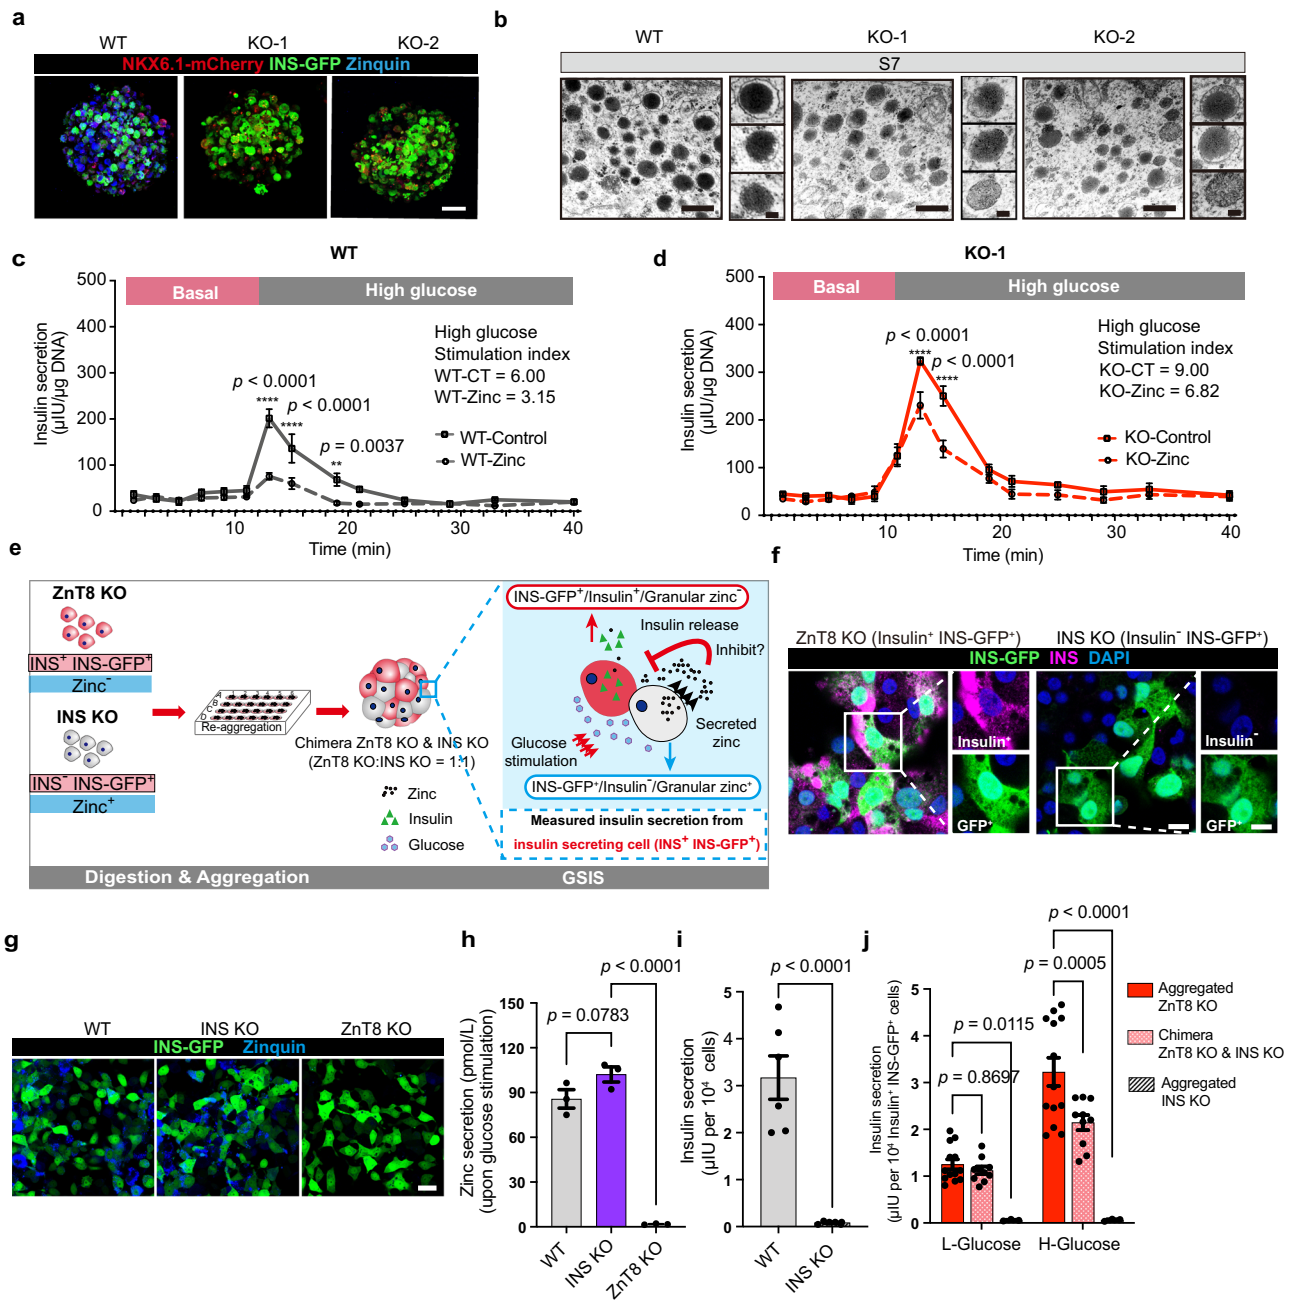 a
WT
KO-1
KO-2
NKX6.1-mCherry INS-GFP Zinquin
b
WT
KO-1
KO-2
S7
c
WT
500
400
300
200
100
0
Insulin secretion
(µIU/µg DNA)
Basal
High glucose
High glucose
Stimulation index
WT-CT = 6.00
WT-Zinc = 3.15
p < 0.0001
****
p < 0.0001
****
p = 0.0037
**
WT-Control
WT-Zinc
10
20
30
40
Time (min)
d
KO-1
500
400
300
200
100
0
Insulin secretion
(µIU/µg DNA)
Basal
High glucose
High glucose
Stimulation index
KO-CT = 9.00
KO-Zinc = 6.82
p < 0.0001
****
p < 0.0001
****
KO-Control
KO-Zinc
10
20
30
40
Time (min)
e
ZnT8 KO
INS⁺ INS-GFP⁺
Zinc⁻
INS KO
INS⁻ INS-GFP⁺
Zinc⁺
A
B
C
D
Re-aggregation
Chimera ZnT8 KO & INS KO
(ZnT8 KO:INS KO = 1:1)
Zinc
Insulin
Glucose
INS-GFP⁺/Insulin⁺/Granular zinc⁻
Insulin release
Inhibit?
Secreted
zinc
Glucose
stimulation
INS-GFP⁺/Insulin⁻/Granular zinc⁺
Measured insulin secretion from
insulin secreting cell (INS⁺ INS-GFP⁺)
Digestion & Aggregation
GSIS
f
ZnT8 KO (Insulin⁺ INS-GFP⁺)
INS KO (Insulin⁻ INS-GFP⁺)
INS-GFP INS DAPI
Insulin⁺
GFP⁺
Insulin⁻
GFP⁺
g
WT
INS KO
ZnT8 KO
INS-GFP Zinquin
h
p < 0.0001
p = 0.0783
150
120
90
60
30
0
Zinc secretion (pmol/L)
(upon glucose stimulation)
WT
INS KO
ZnT8 KO
i
p < 0.0001
5
4
3
2
1
0
Insulin secretion
(µIU per 10⁴ cells)
WT
INS KO
j
p < 0.0001
p = 0.0005
p = 0.0115
p = 0.8697
5
4
3
2
1
0
Insulin secretion
(µIU per 10⁴ Insulin⁺ INS-GFP⁺ cells)
L-Glucose
H-Glucose
Aggregated
ZnT8 KO
Chimera
ZnT8 KO & INS KO
Aggregated
INS KO